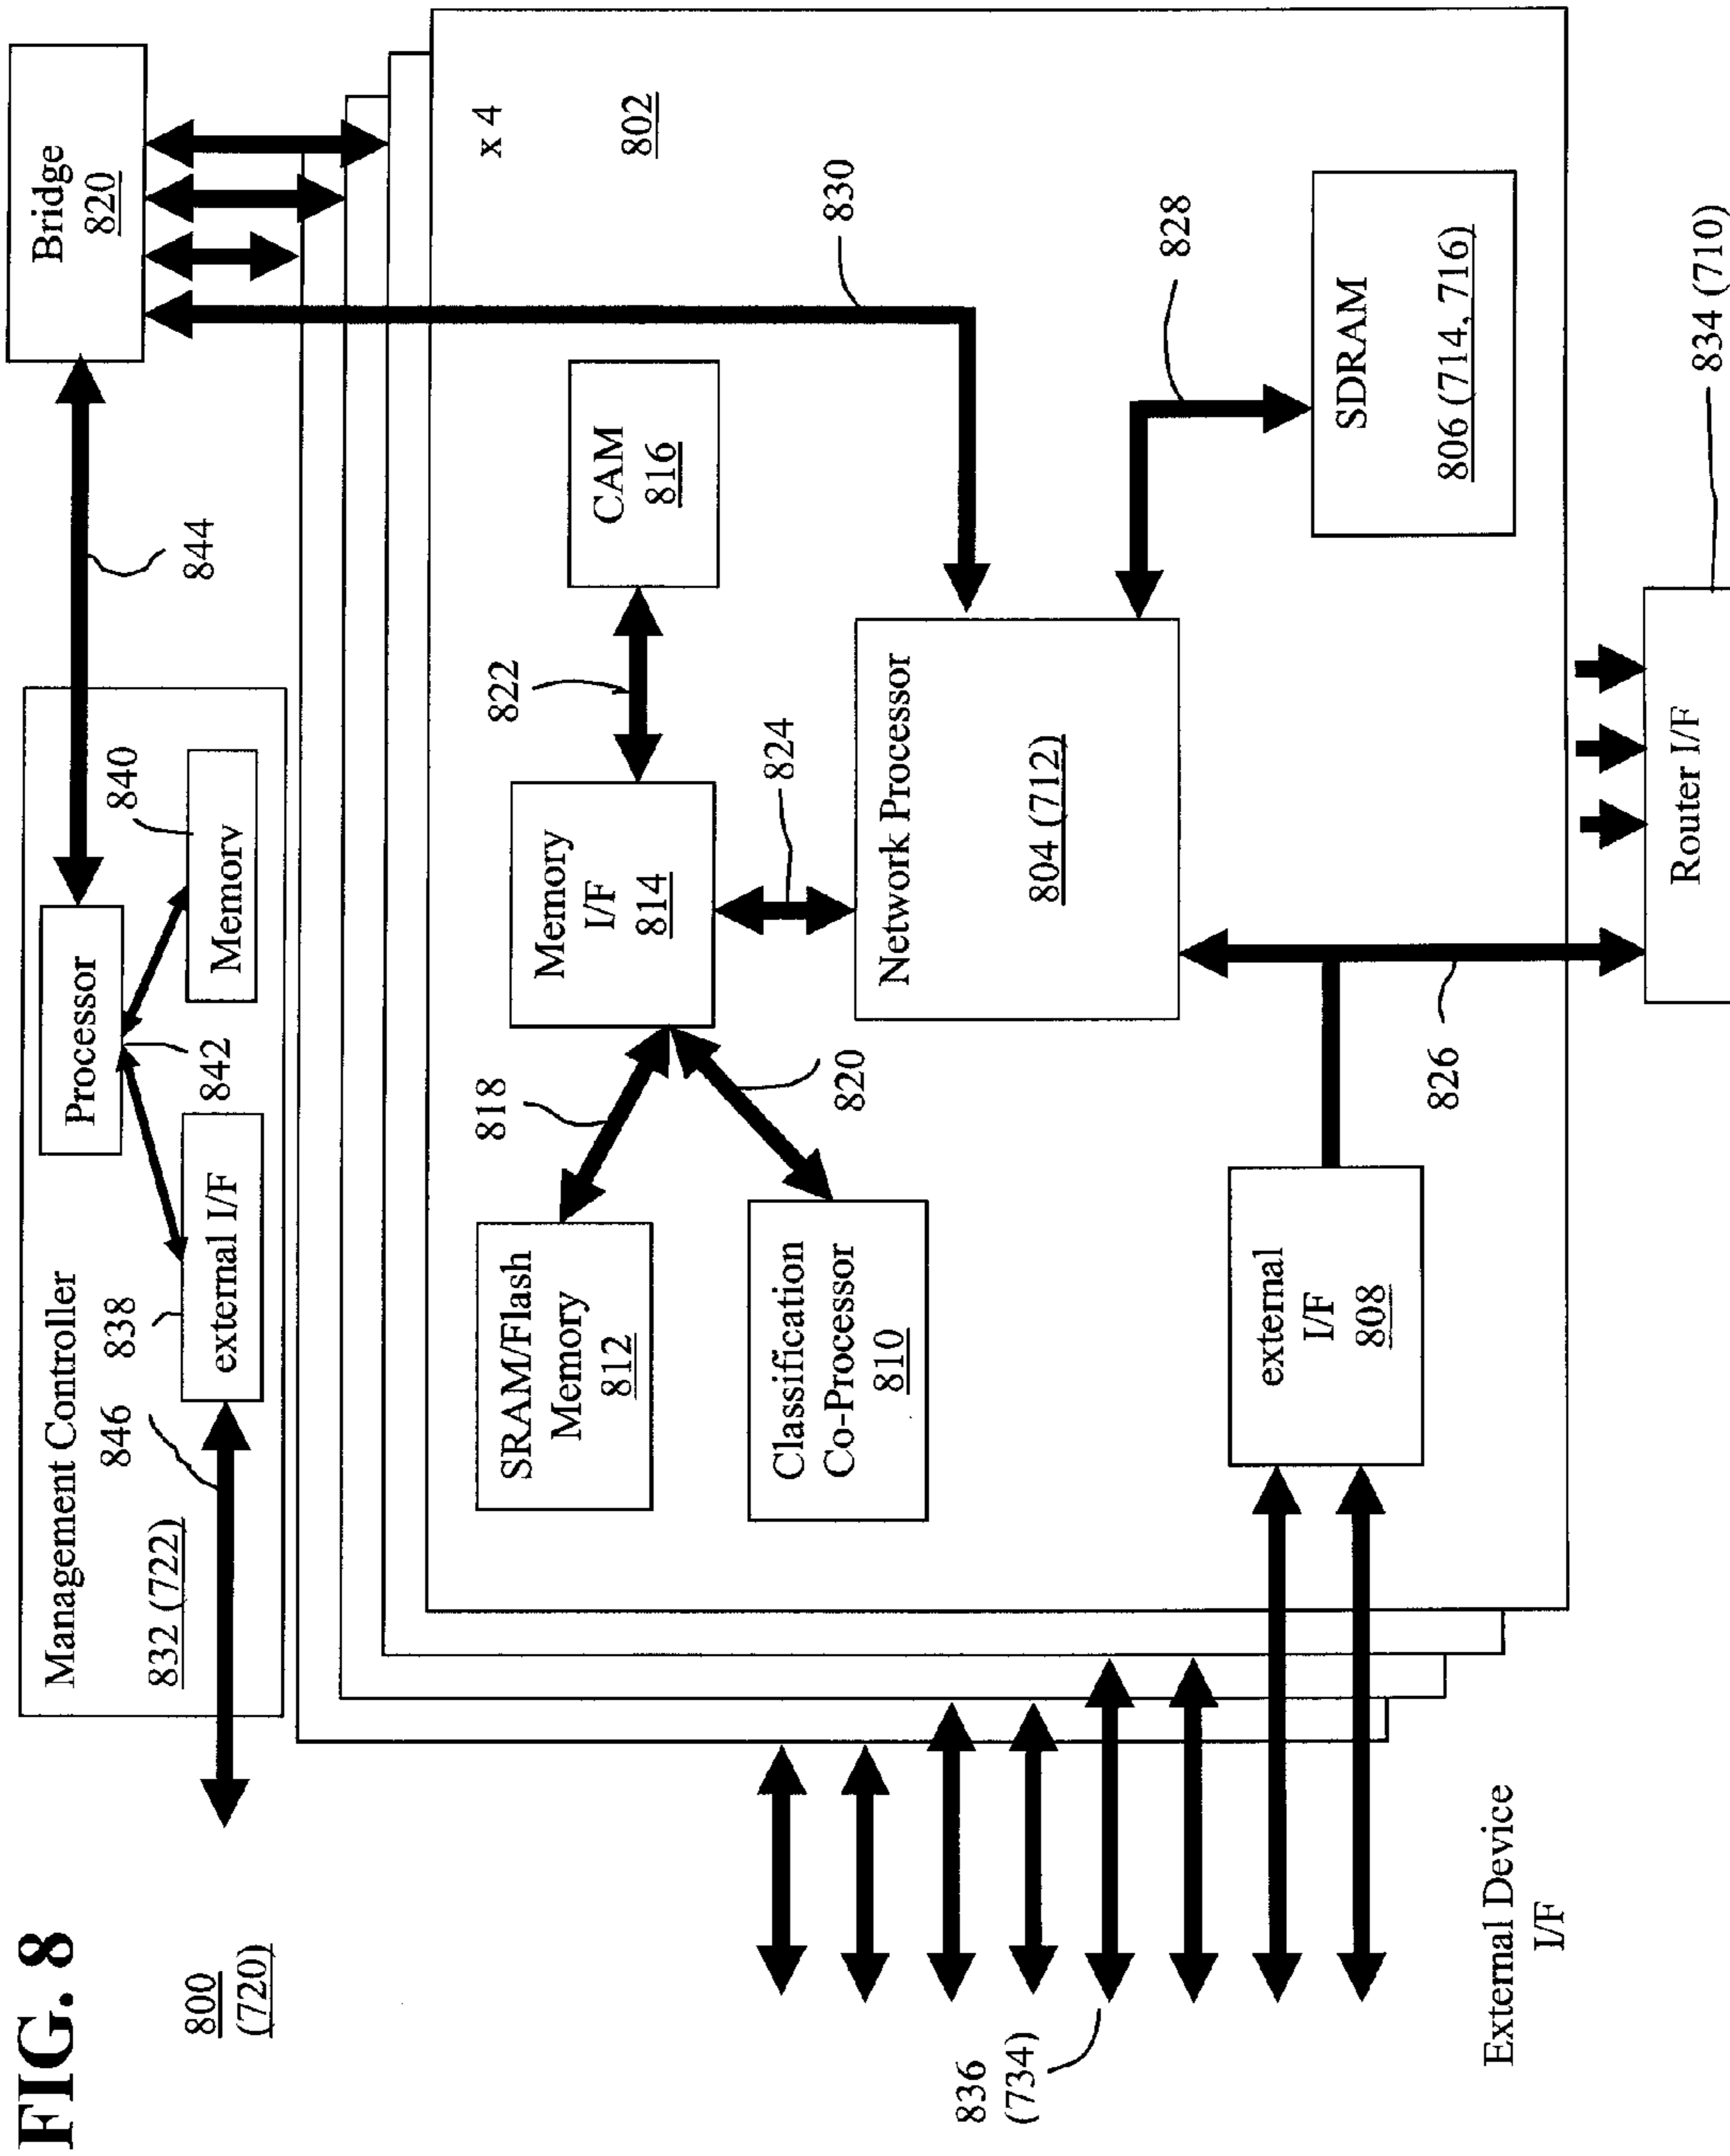 FIG. 8
800
(720)
Management Controller
832 (722)
846
838
external I/F
842
Processor
840
Memory
844
Bridge
820
x 4
802
SRAM/Flash
Memory
812
818
Classification
Co-Processor
810
820
Memory
I/F
814
822
CAM
816
824
Network Processor
804 (712)
830
828
SDRAM
806 (714, 716)
external
I/F
808
826
836
(734)
External Device
I/F
Router I/F
834 (710)